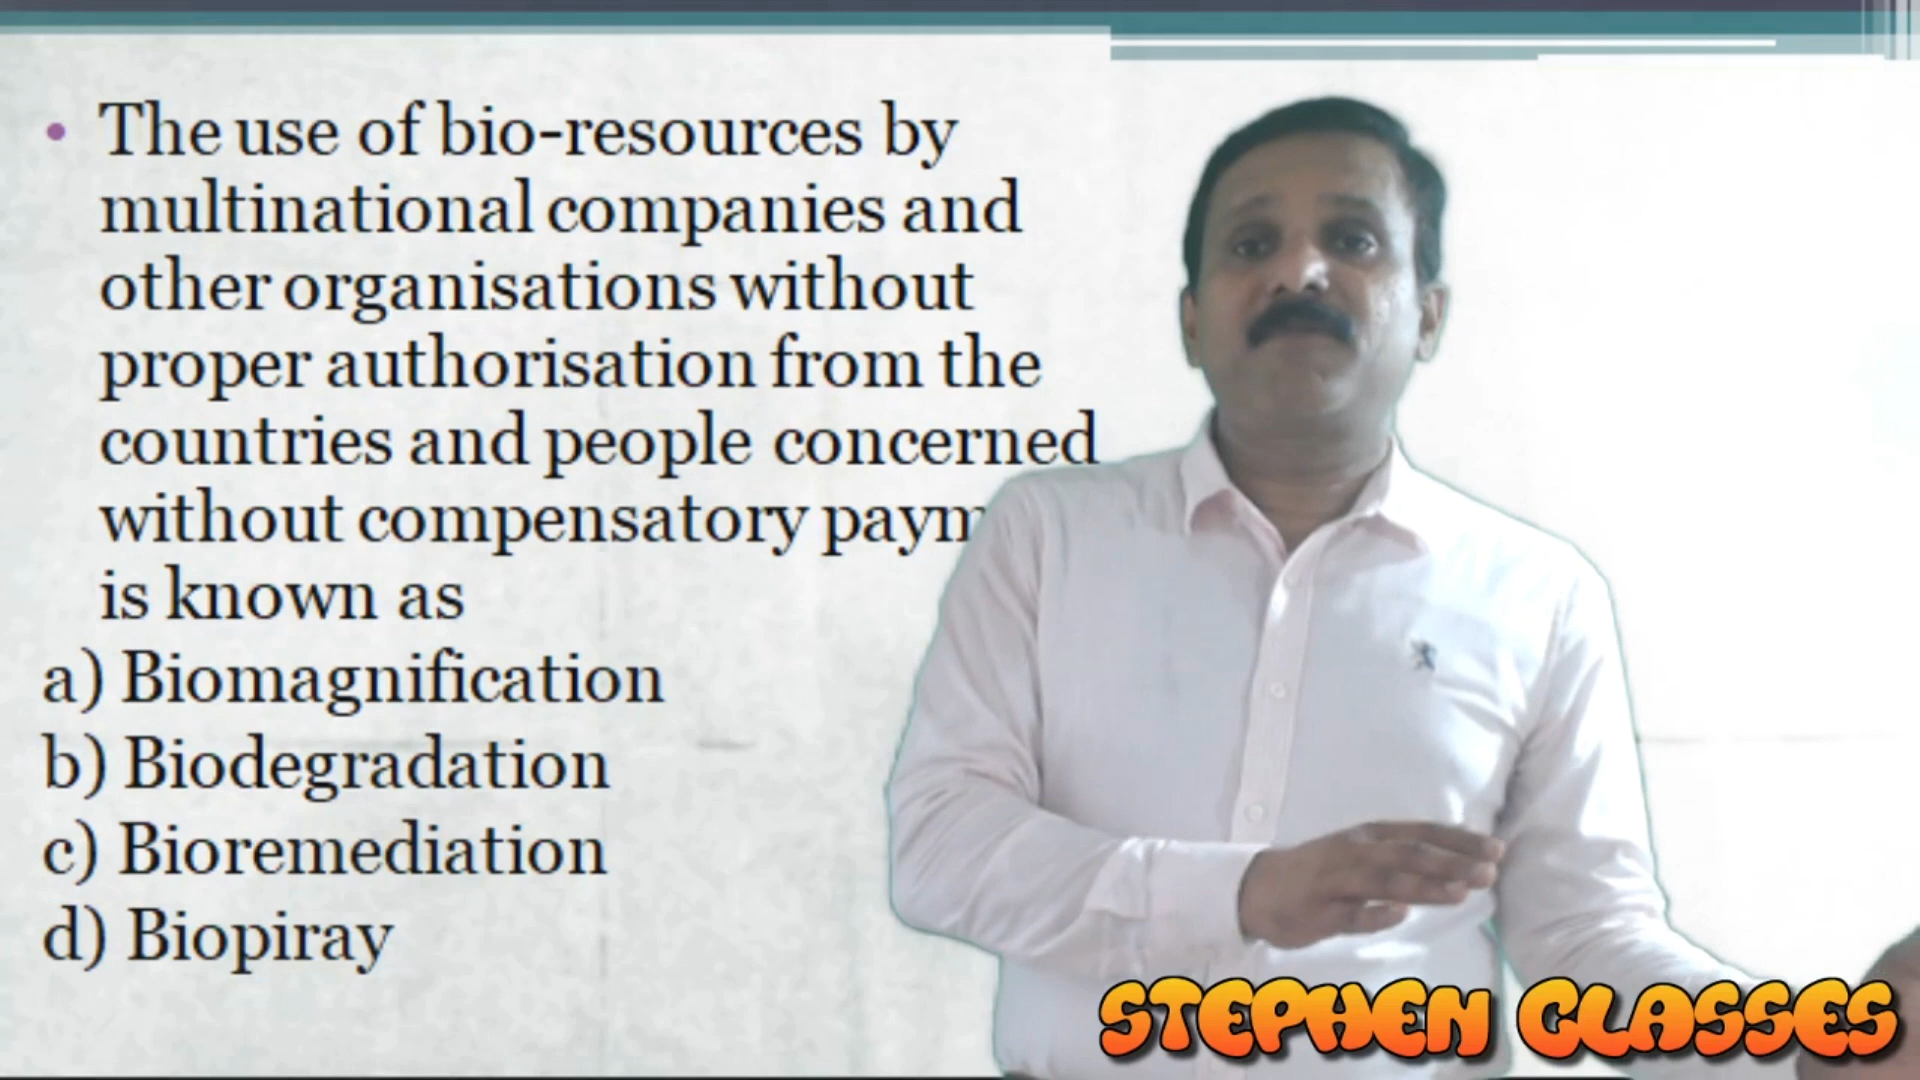 • The use of bio-resources by
multinational companies and
other organisations without
proper authorisation from the
countries and people concerned
without compensatory paym
is known as
a) Biomagnification
b) Biodegradation
c) Bioremediation
d) Biopiray
STEPHEN CLASSES